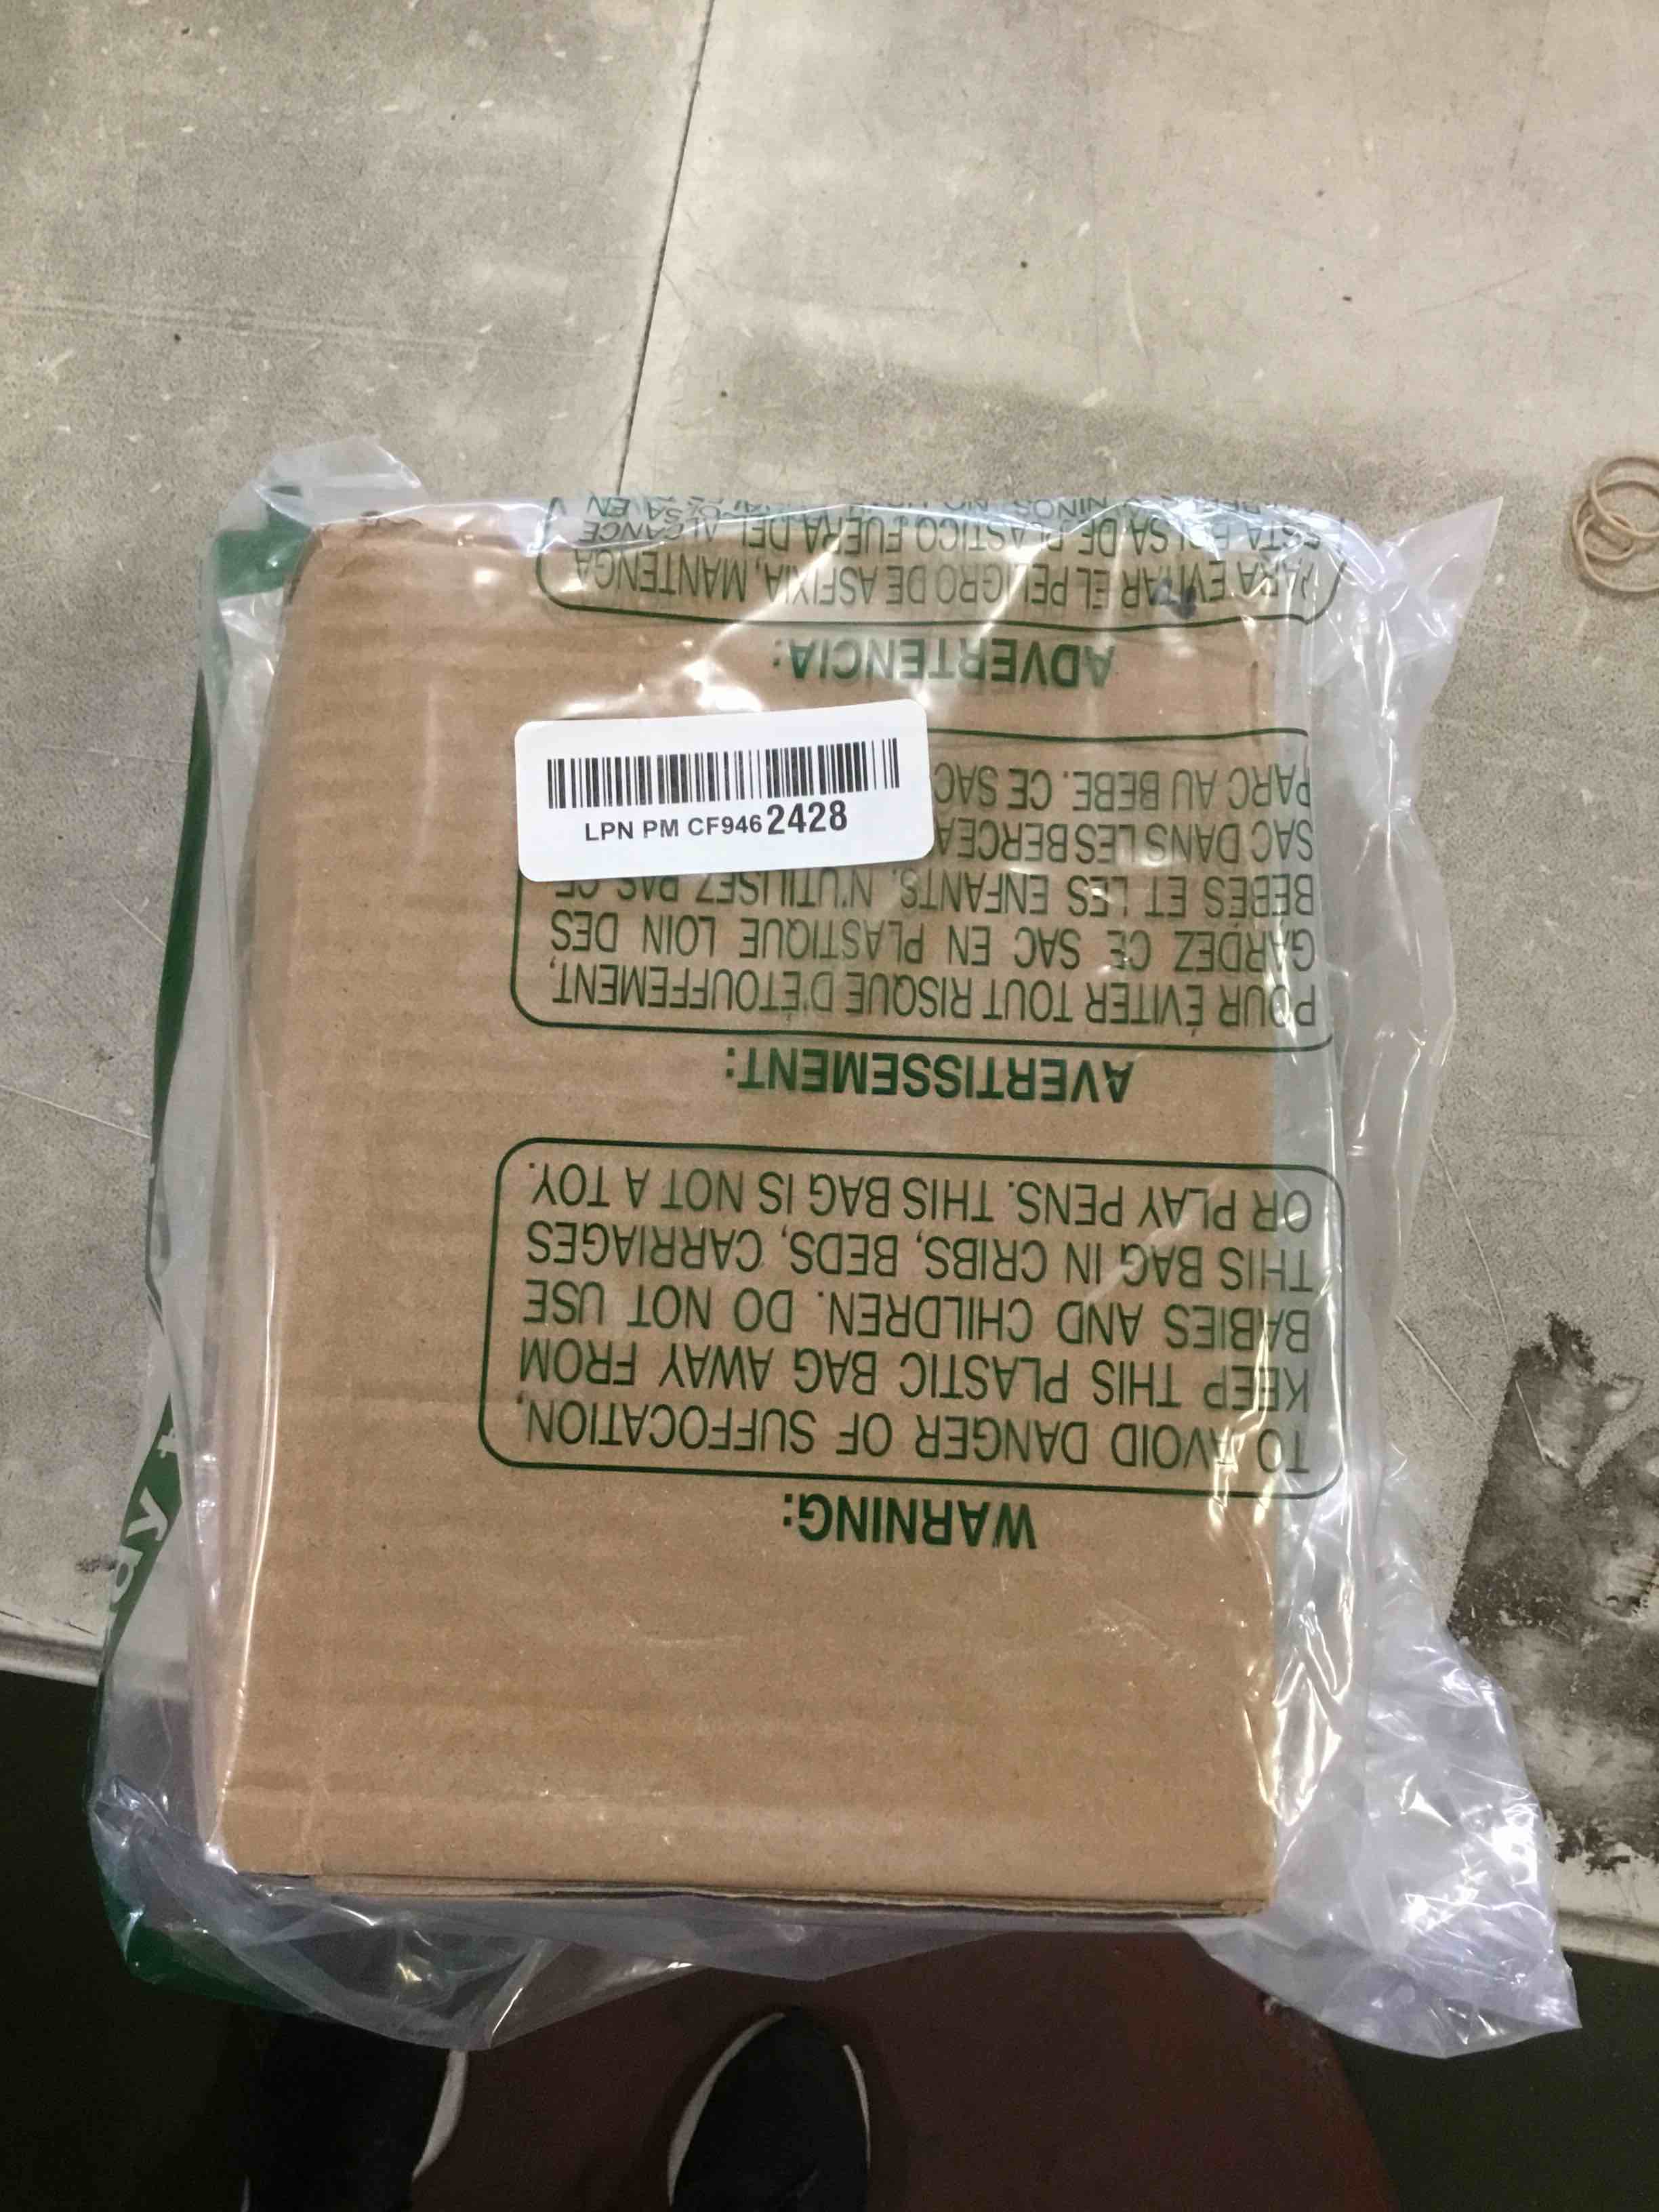 WARNING:
TO AVOID DANGER OF SUFFOCATION,
KEEP THIS PLASTIC BAG AWAY FROM
BABIES AND CHILDREN. DO NOT USE
THIS BAG IN CRIBS, BEDS, CARRIAGES
OR PLAY PENS. THIS BAG IS NOT A TOY.
AVERTISSEMENT:
POUR ÉVITER TOUT RISQUE D'ÉTOUFFEMENT,
GARDEZ CE SAC EN PLASTIQUE LOIN DES
BÉBÉS ET LES ENFANTS. N'UTILISEZ PAS CE
SAC DANS LES BERCEA
PARC AU BEBE. CE SAC
LPN PM CF9462428
ADVERTENCIA:
PARA EVITAR EL PELIGRO DE ASFIXIA, MANTENGA
ESTA BOLSA DE PLASTICO FUERA DEL ALCANCE
NIÑOS. NO